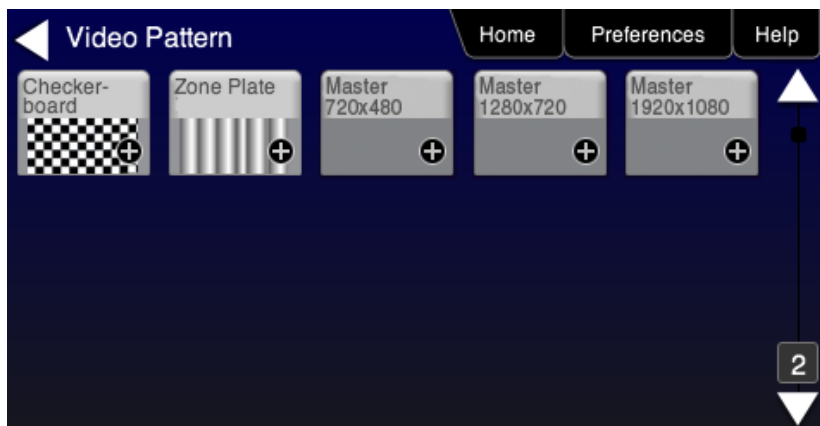 Video Pattern
Home
Preferences
Help
Checker-
board
Zone Plate
Master
720x480
Master
1280x720
Master
1920x1080
2